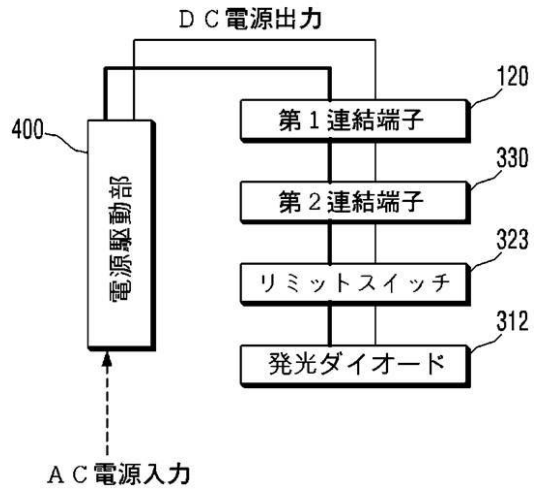 DC電源出力
120
第1連結端子
400
330
電源駆動部
第2連結端子
323
リミットスイッチ
312
発光ダイオード
AC電源入力